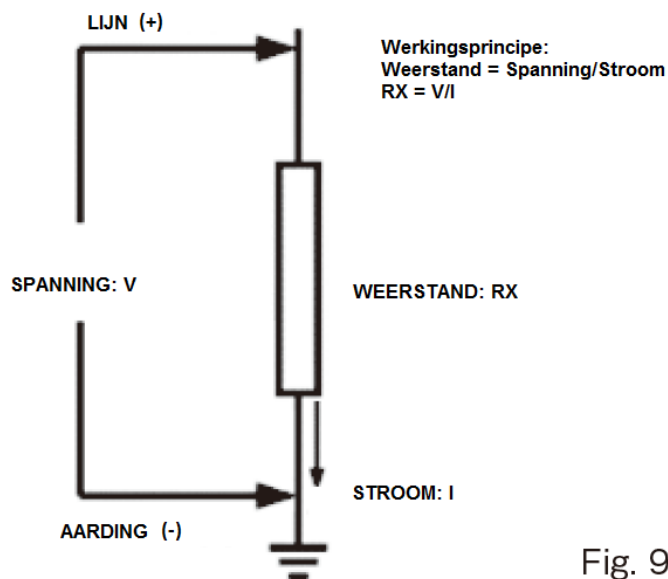 LIJN (+)
Werkingsprincipe:
Weerstand = Spanning/Stroom
RX = V/I
SPANNING: V
WEERSTAND: RX
STROOM: I
AARDING (-)
Fig. 9